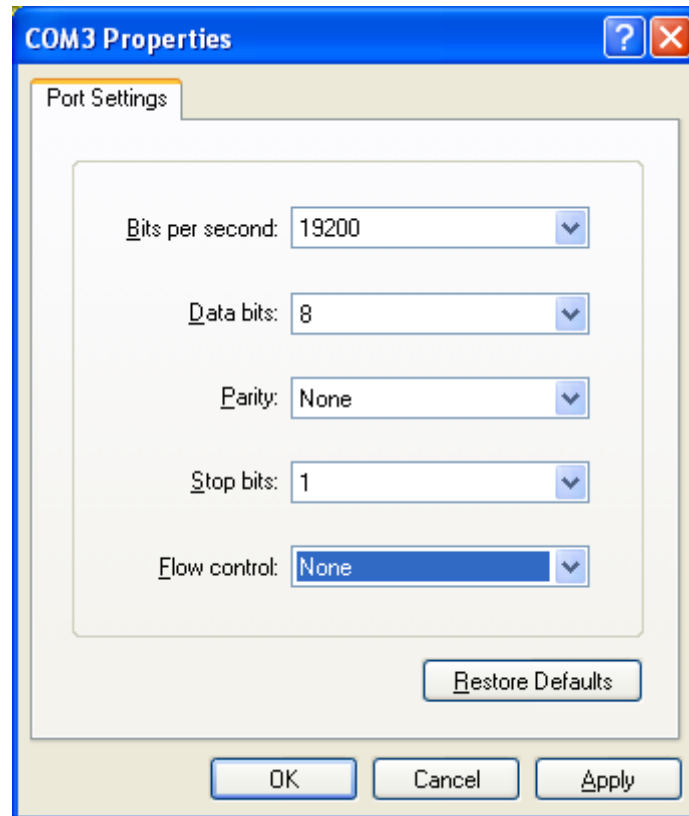 COM3 Properties
Port Settings
Bits per second: 19200
Data bits: 8
Parity: None
Stop bits: 1
Flow control: None
Restore Defaults
OK Cancel Apply